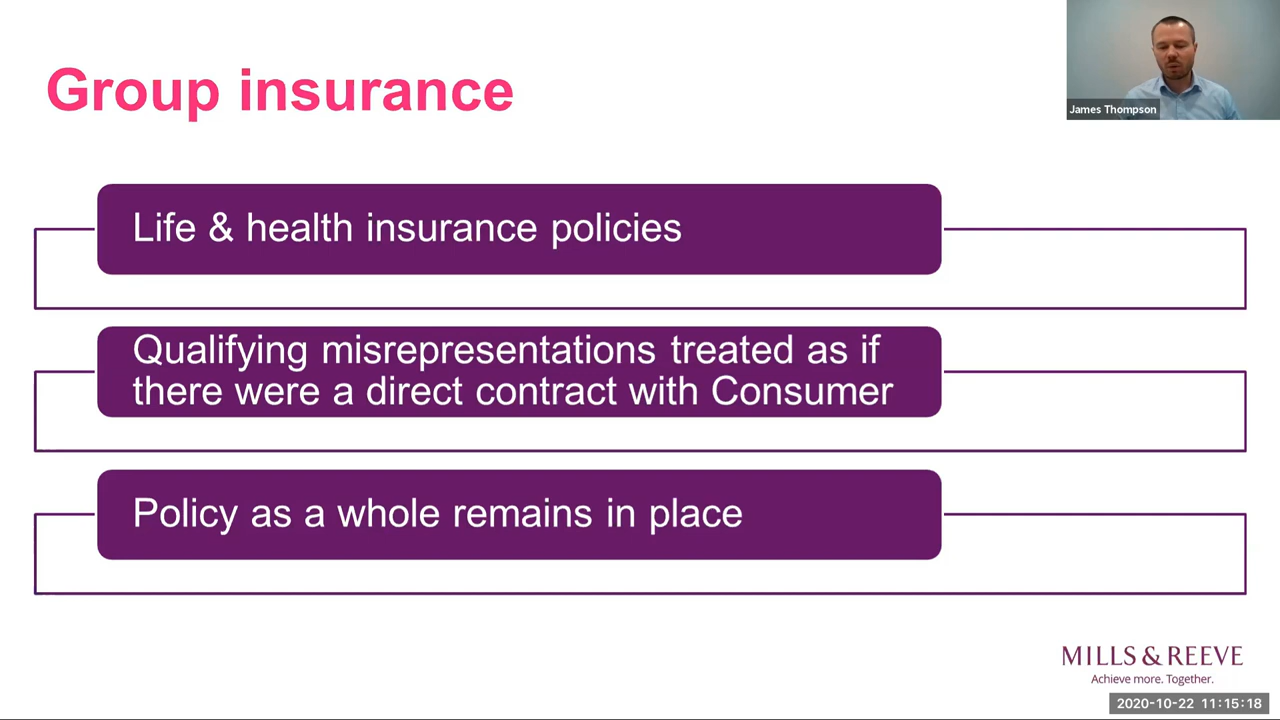 Group insurance
James Thompson
Life & health insurance policies
Qualifying misrepresentations treated as if
there were a direct contract with Consumer
Policy as a whole remains in place
MILLS & REEVE
Achieve more. Together.
2020-10-22 11:15:18